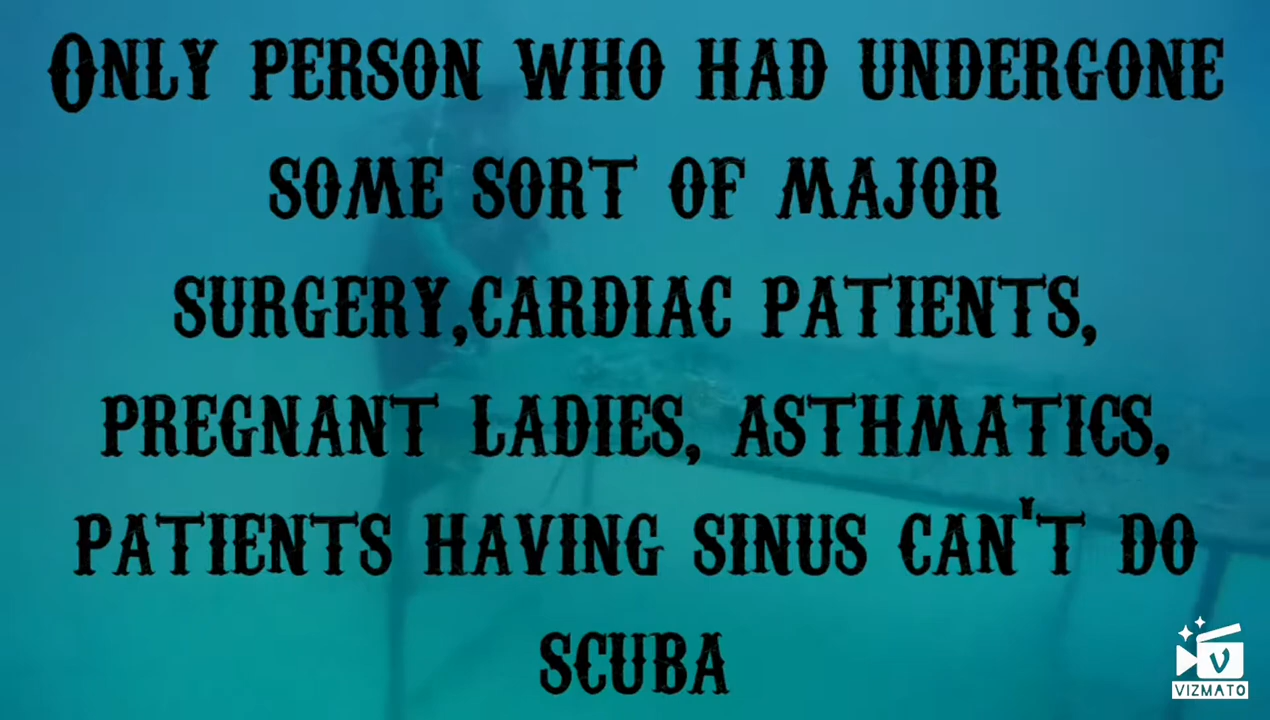 Only person who had undergone
some sort of major
surgery,cardiac patients,
pregnant ladies, asthmatics,
patients having sinus can't do
scuba
V
VIZMATO